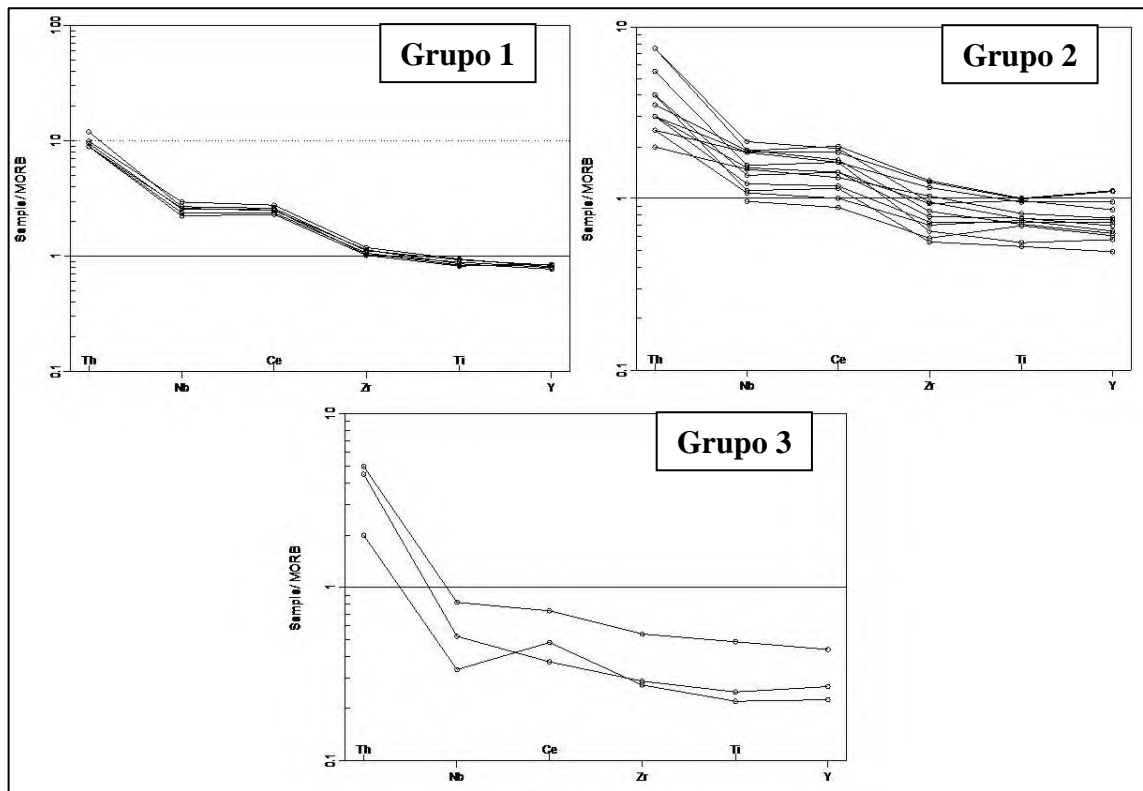 Grupo 1
100
10
1
0.1
Sample/ MORB
Th
Nb
Ce
Zr
Ti
Y
Grupo 2
10
1
0.1
Sample/ MORB
Th
Nb
Ce
Zr
Ti
Y
Grupo 3
10
1
0.1
Sample/ MORB
Th
Nb
Ce
Zr
Ti
Y